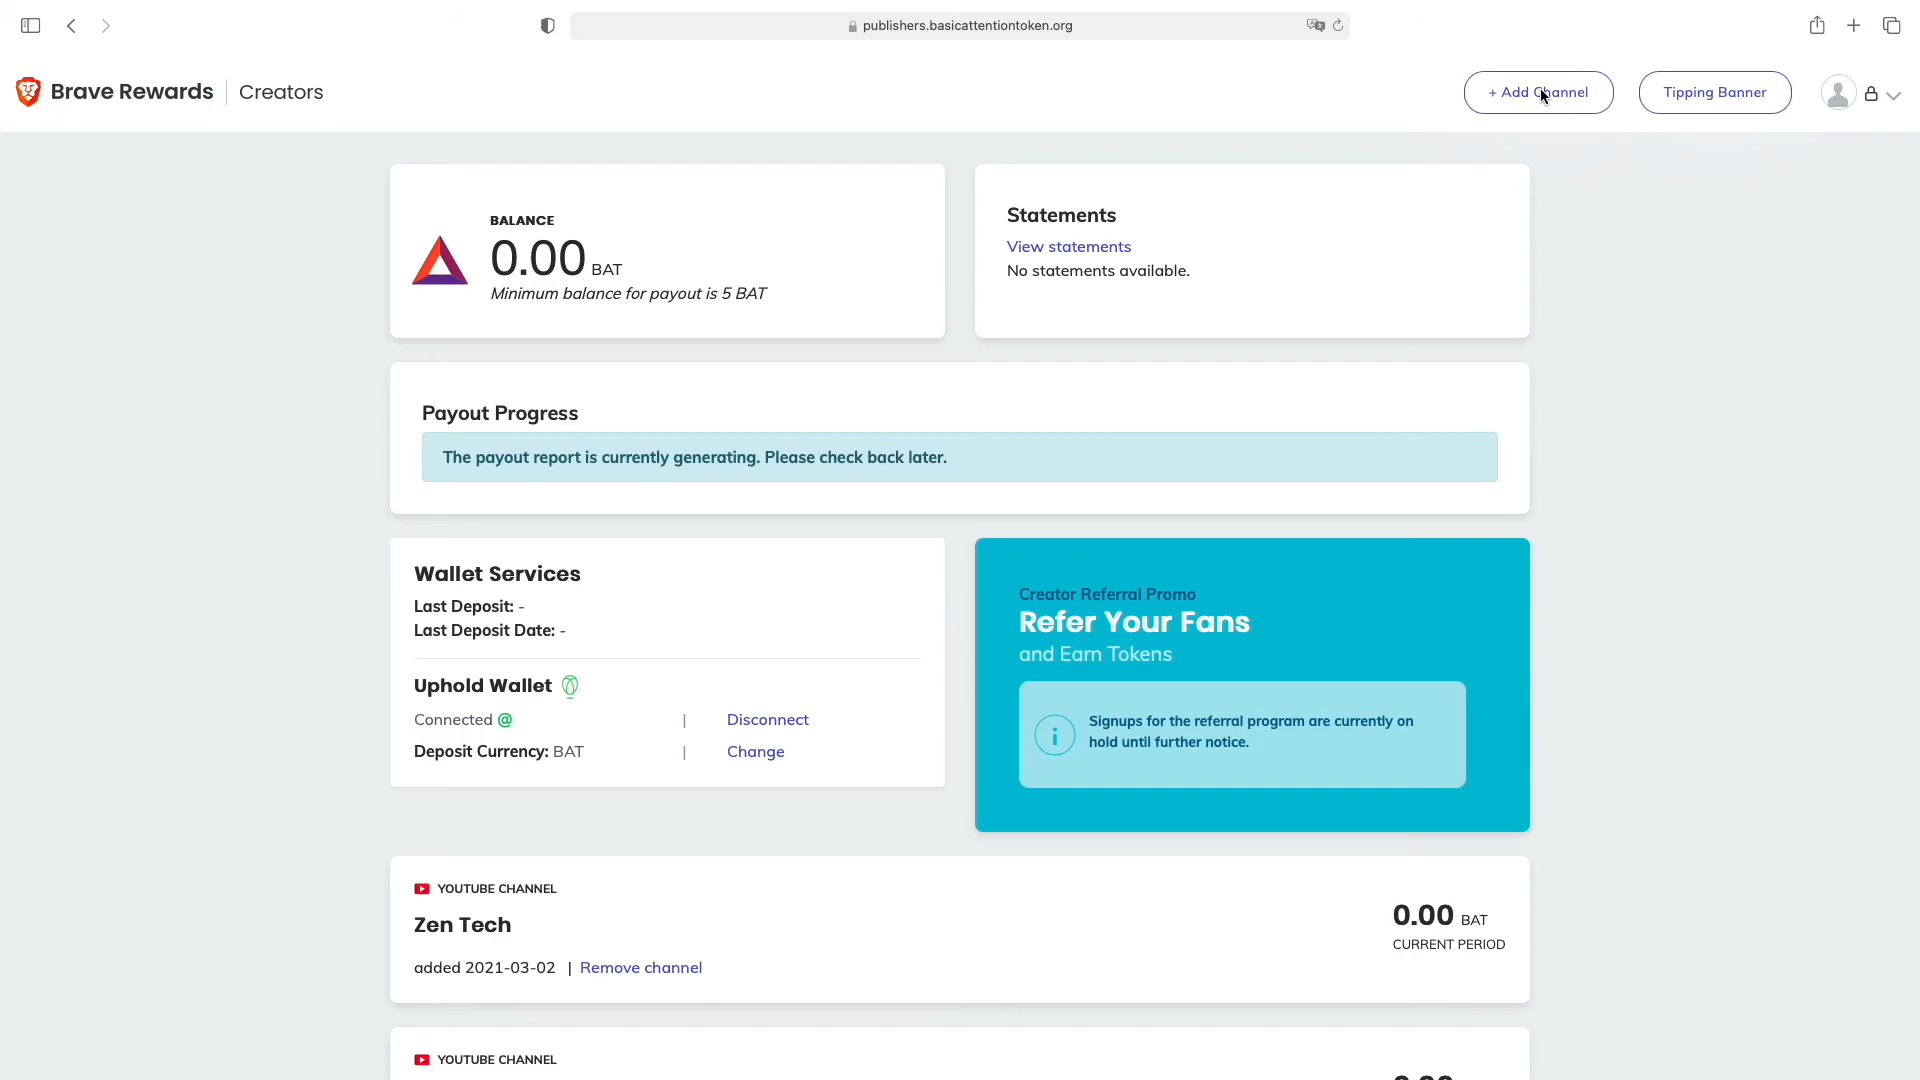 publishers.basicattentiontoken.org
Brave Rewards | Creators
+ Add Channel
Tipping Banner
BALANCE
0.00 BAT
Minimum balance for payout is 5 BAT
Statements
View statements
No statements available.
Payout Progress
The payout report is currently generating. Please check back later.
Wallet Services
Last Deposit: -
Last Deposit Date: -
Uphold Wallet
Connected @ | Disconnect
Deposit Currency: BAT | Change
Creator Referral Promo
Refer Your Fans
and Earn Tokens
Signups for the referral program are currently on
hold until further notice.
YOUTUBE CHANNEL
Zen Tech
added 2021-03-02 | Remove channel
0.00 BAT
CURRENT PERIOD
YOUTUBE CHANNEL